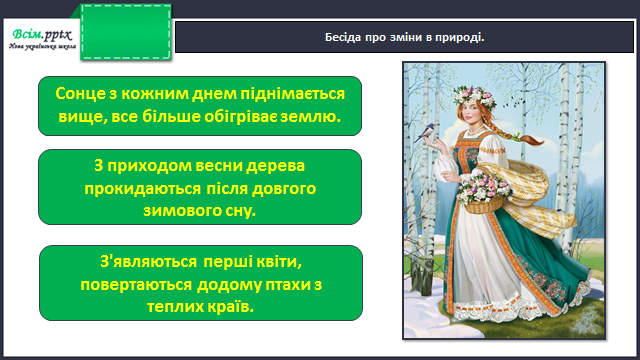 Всім.pptx
Нова українська школа
Бесіда про зміни в природі.
Сонце з кожним днем піднімається
вище, все більше обігріває землю.
З приходом весни дерева
прокидаються після довгого
зимового сну.
З'являються перші квіти,
повертаються додому птахи з
теплих країв.